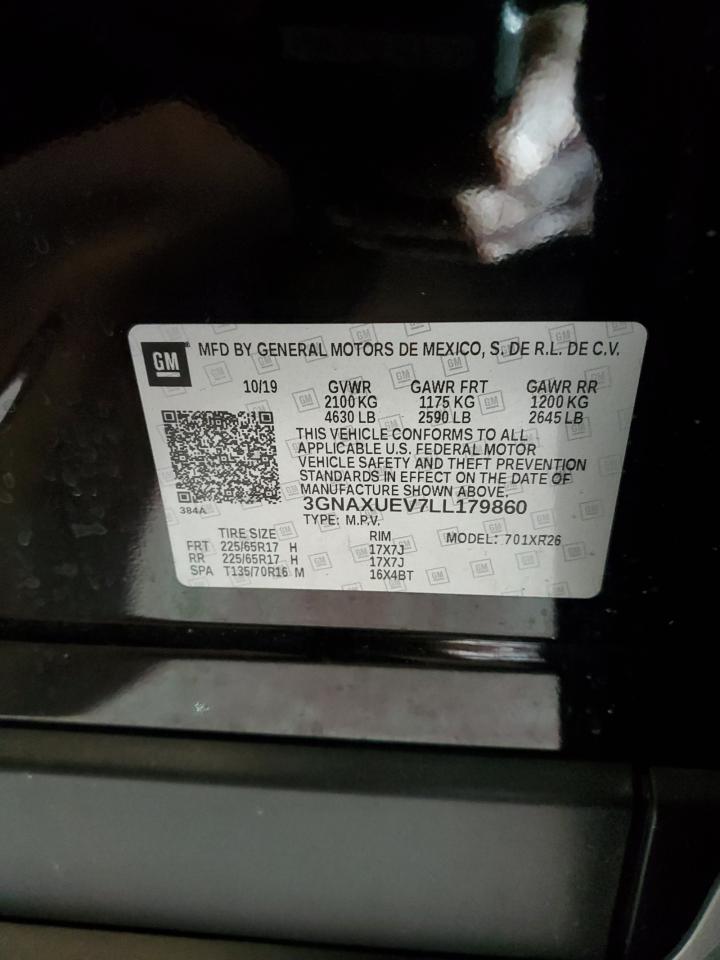 GM
MFD BY GENERAL MOTORS DE MEXICO, S. DE R.L. DE C.V.
10/19 GVWR GAWR FRT GAWR RR
2100 KG 1175 KG 1200 KG
4630 LB 2590 LB 2645 LB
THIS VEHICLE CONFORMS TO ALL
APPLICABLE U.S. FEDERAL MOTOR
VEHICLE SAFETY AND THEFT PREVENTION
STANDARDS IN EFFECT ON THE DATE OF
MANUFACTURE SHOWN ABOVE.
3GNAXUEV7LL179860
384A
TYPE: M.P.V.
TIRE SIZE RIM MODEL: 701XR26
FRT 225/65R17 H 17X7J
RR 225/65R17 H 17X7J
SPA T135/70R16 M 16X4BT